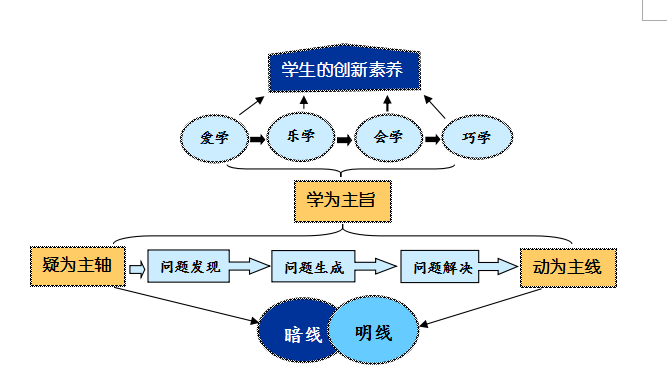 学生的创新素养
爱学
乐学
会学
巧学
学为主旨
疑为主轴
问题发现
问题生成
问题解决
动为主线
暗线
明线